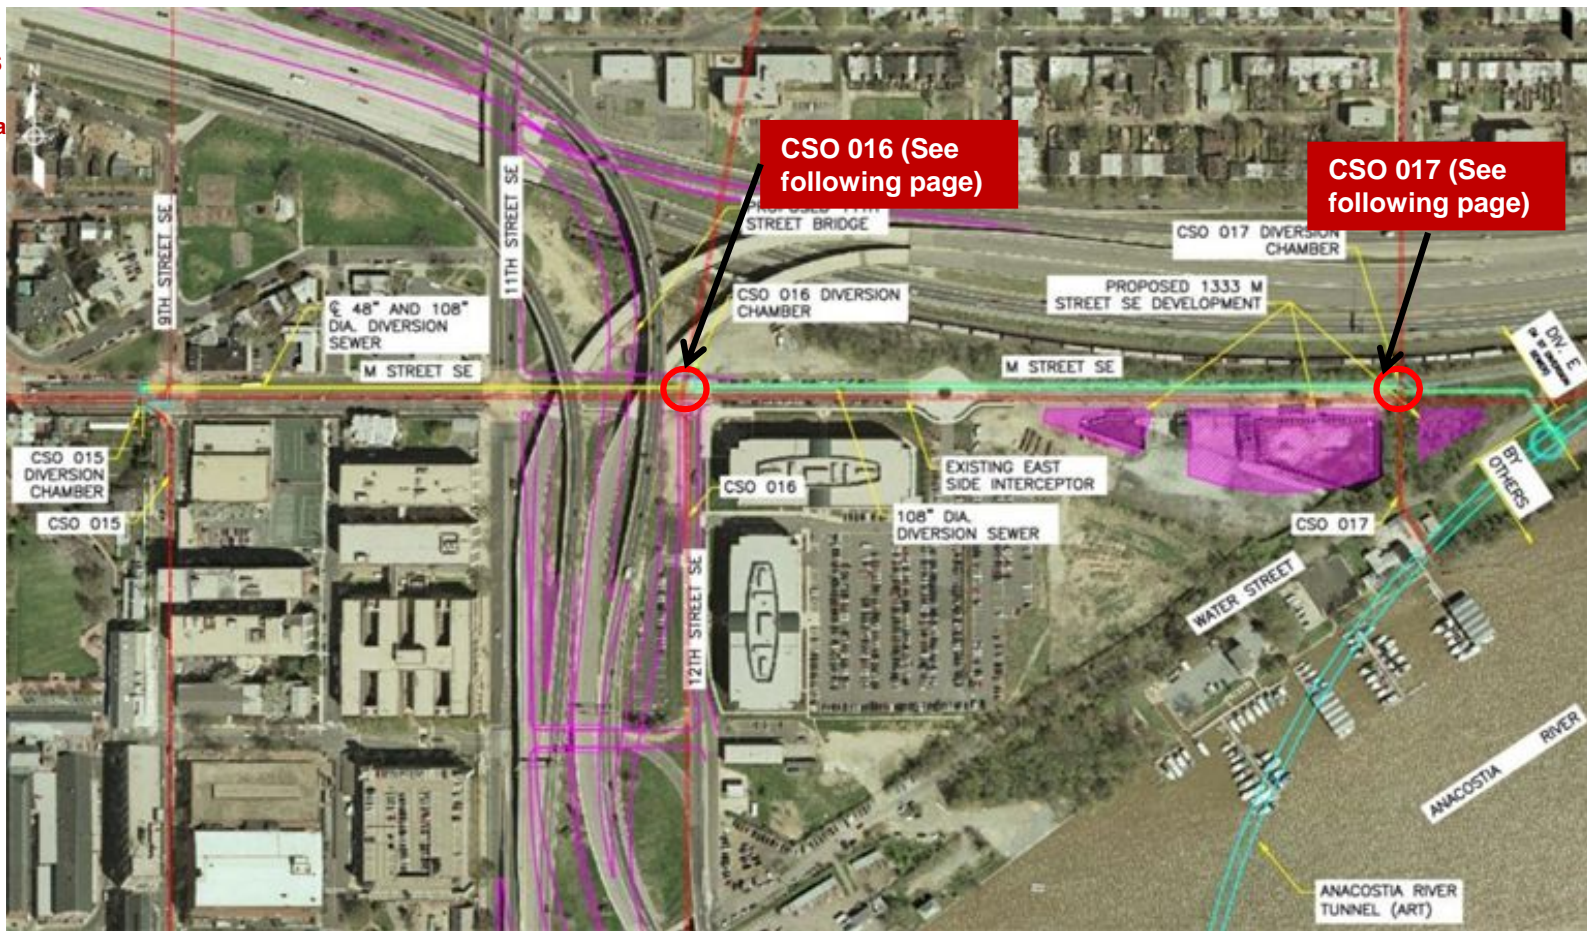 N
CSO 016 (See
following page)
CSO 017 (See
following page)
STREET BRIDGE
CSO 017 DIVERSION
CHAMBER
9TH STREET SE
11TH STREET SE
PROPOSED 1333 M
STREET SE DEVELOPMENT
CSO 016 DIVERSION
CHAMBER
℄ 48" AND 108"
DIA. DIVERSION
SEWER
DIV. E
M STREET SE
M STREET SE
CSO 015
DIVERSION
CHAMBER
CSO 015
EXISTING EAST
SIDE INTERCEPTOR
BY
OTHERS
CSO 016
108" DIA.
DIVERSION SEWER
CSO 017
12TH STREET SE
WATER STREET
ANACOSTIA RIVER
ANACOSTIA RIVER
TUNNEL (ART)